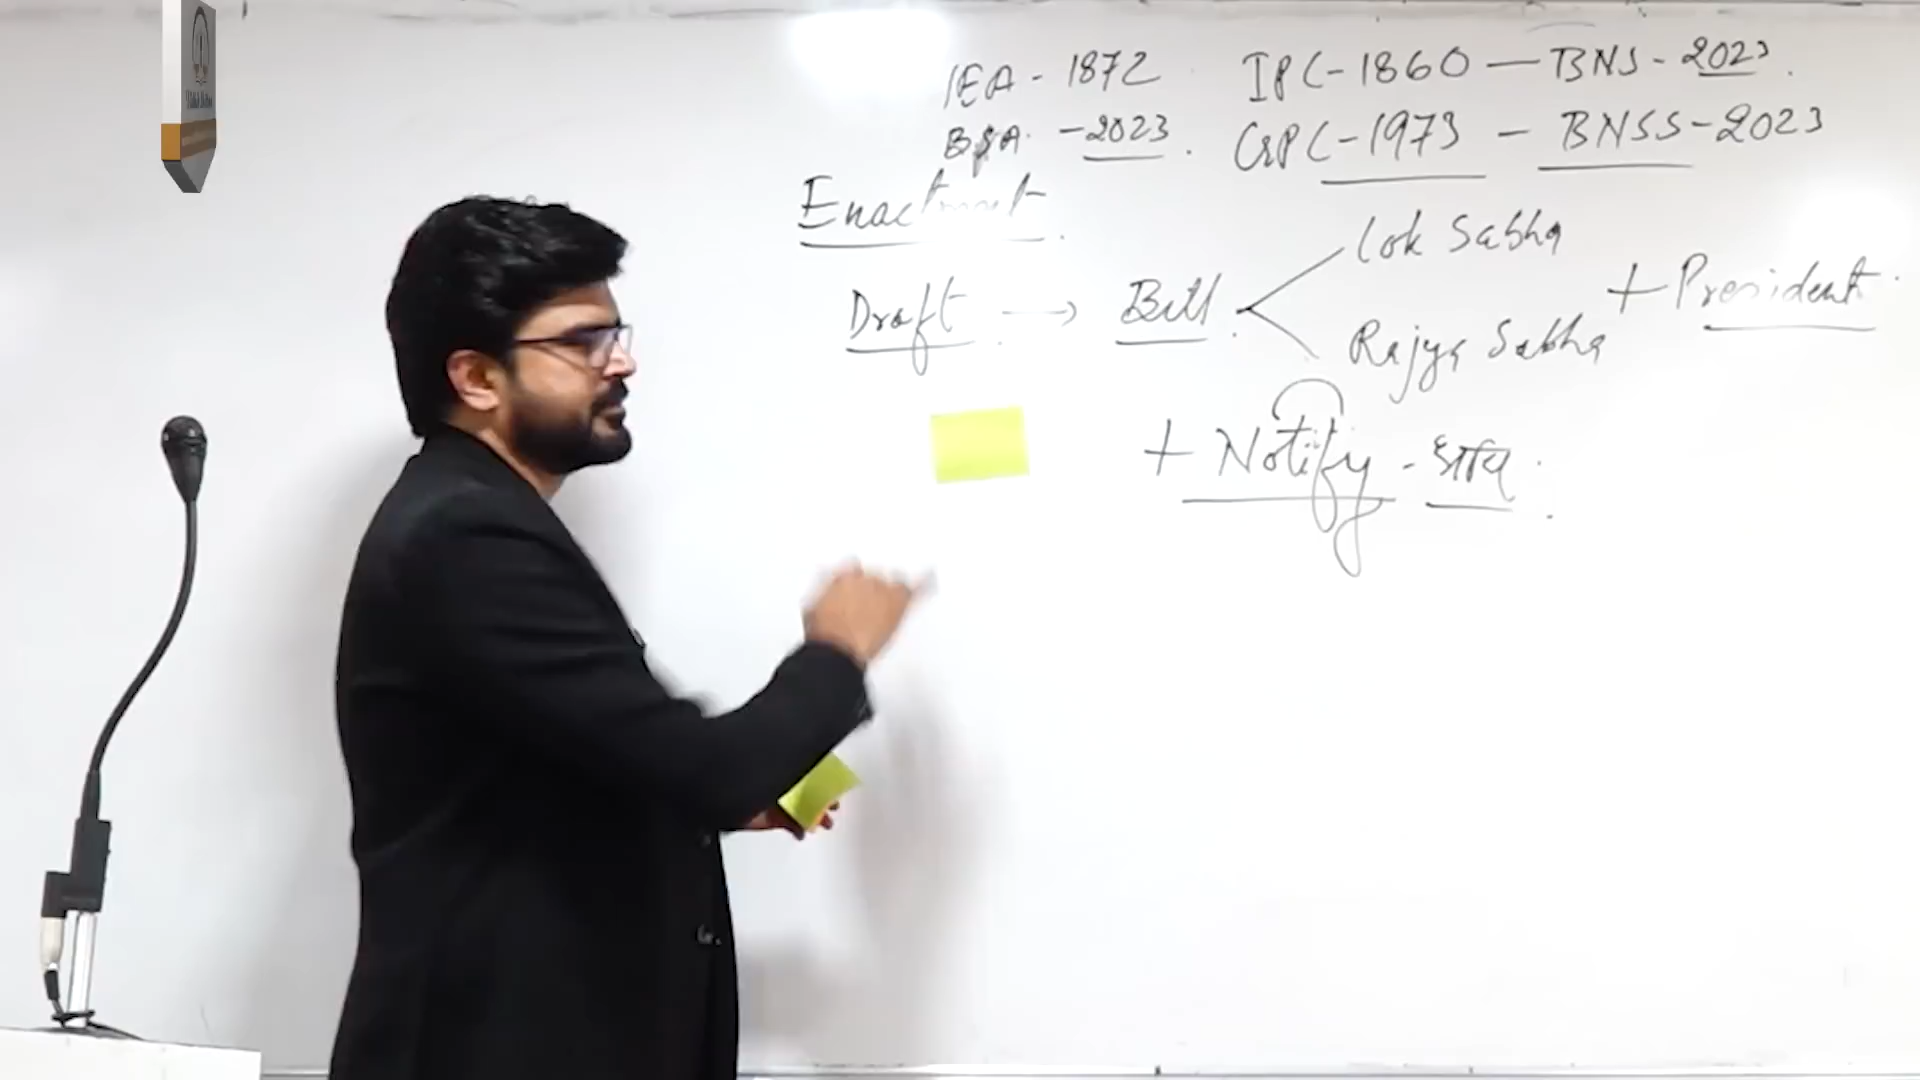 IEA - 1872 IPC - 1860 — BNS - 2023.
BSA. - 2023. CrPC - 1973 - BNSS - 2023
Enactment.
Lok Sabha
Draft → Bill. + President.
Rajya Sabha
+ Notify -